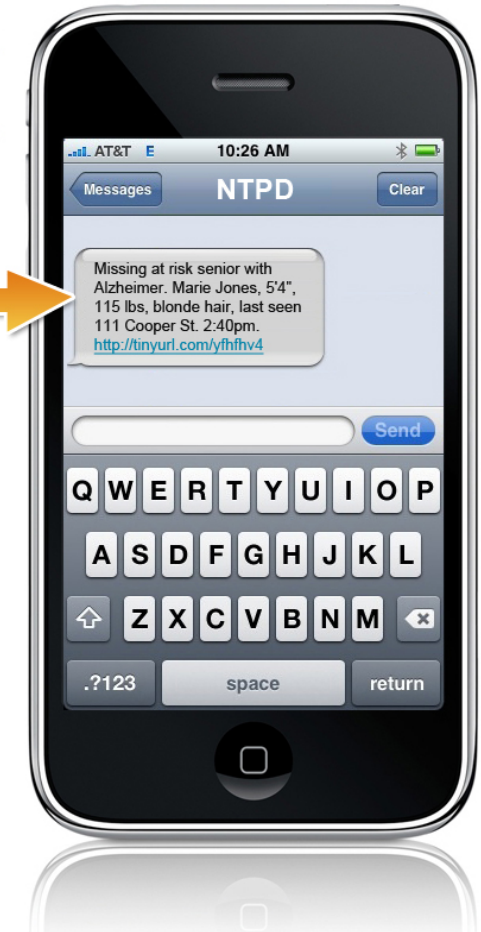 AT&T E 10:26 AM
Messages NTPD Clear
Missing at risk senior with
Alzheimer. Marie Jones, 5'4",
115 lbs, blonde hair, last seen
111 Cooper St. 2:40pm.
http://tinyurl.com/yfhfhv4
Send
Q W E R T Y U I O P
A S D F G H J K L
Z X C V B N M
.?123 space return